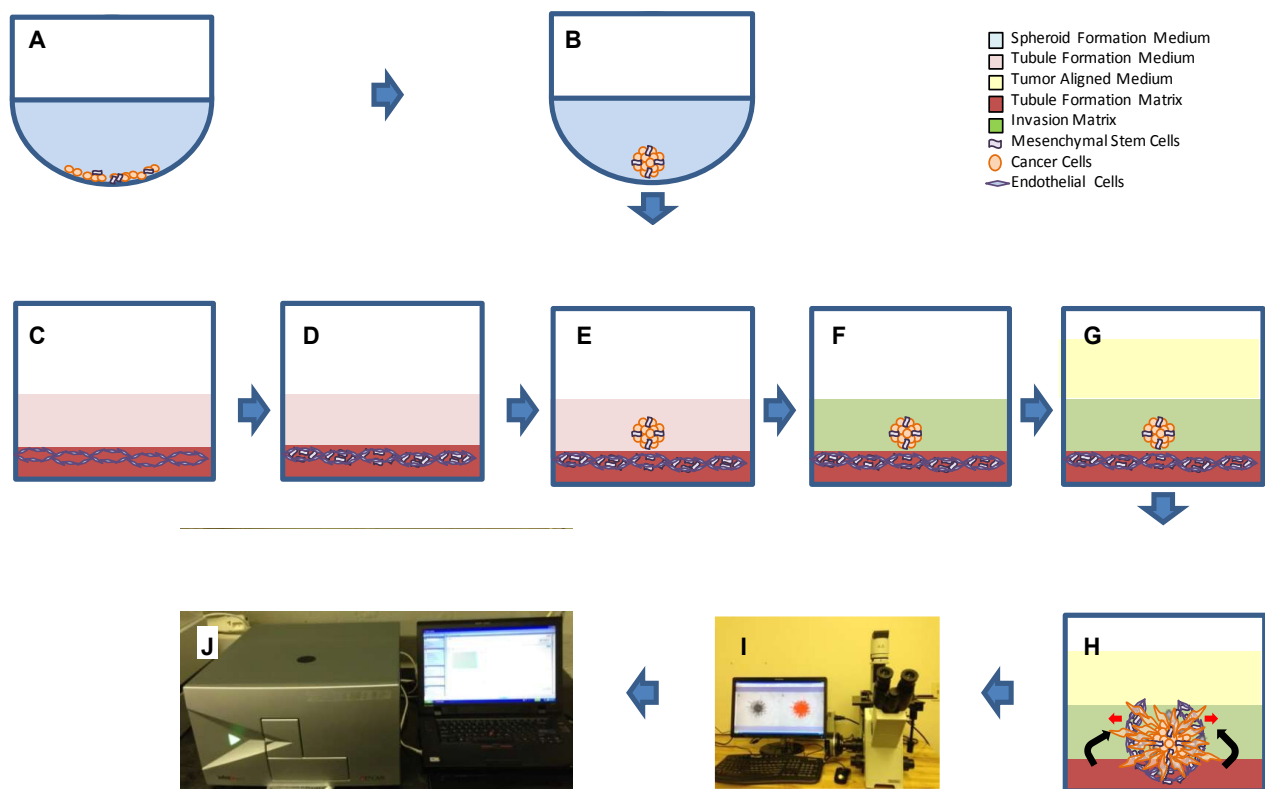 A
B
Spheroid Formation Medium
Tubule Formation Medium
Tumor Aligned Medium
Tubule Formation Matrix
Invasion Matrix
Mesenchymal Stem Cells
Cancer Cells
Endothelial Cells
C
D
E
F
G
J
I
H